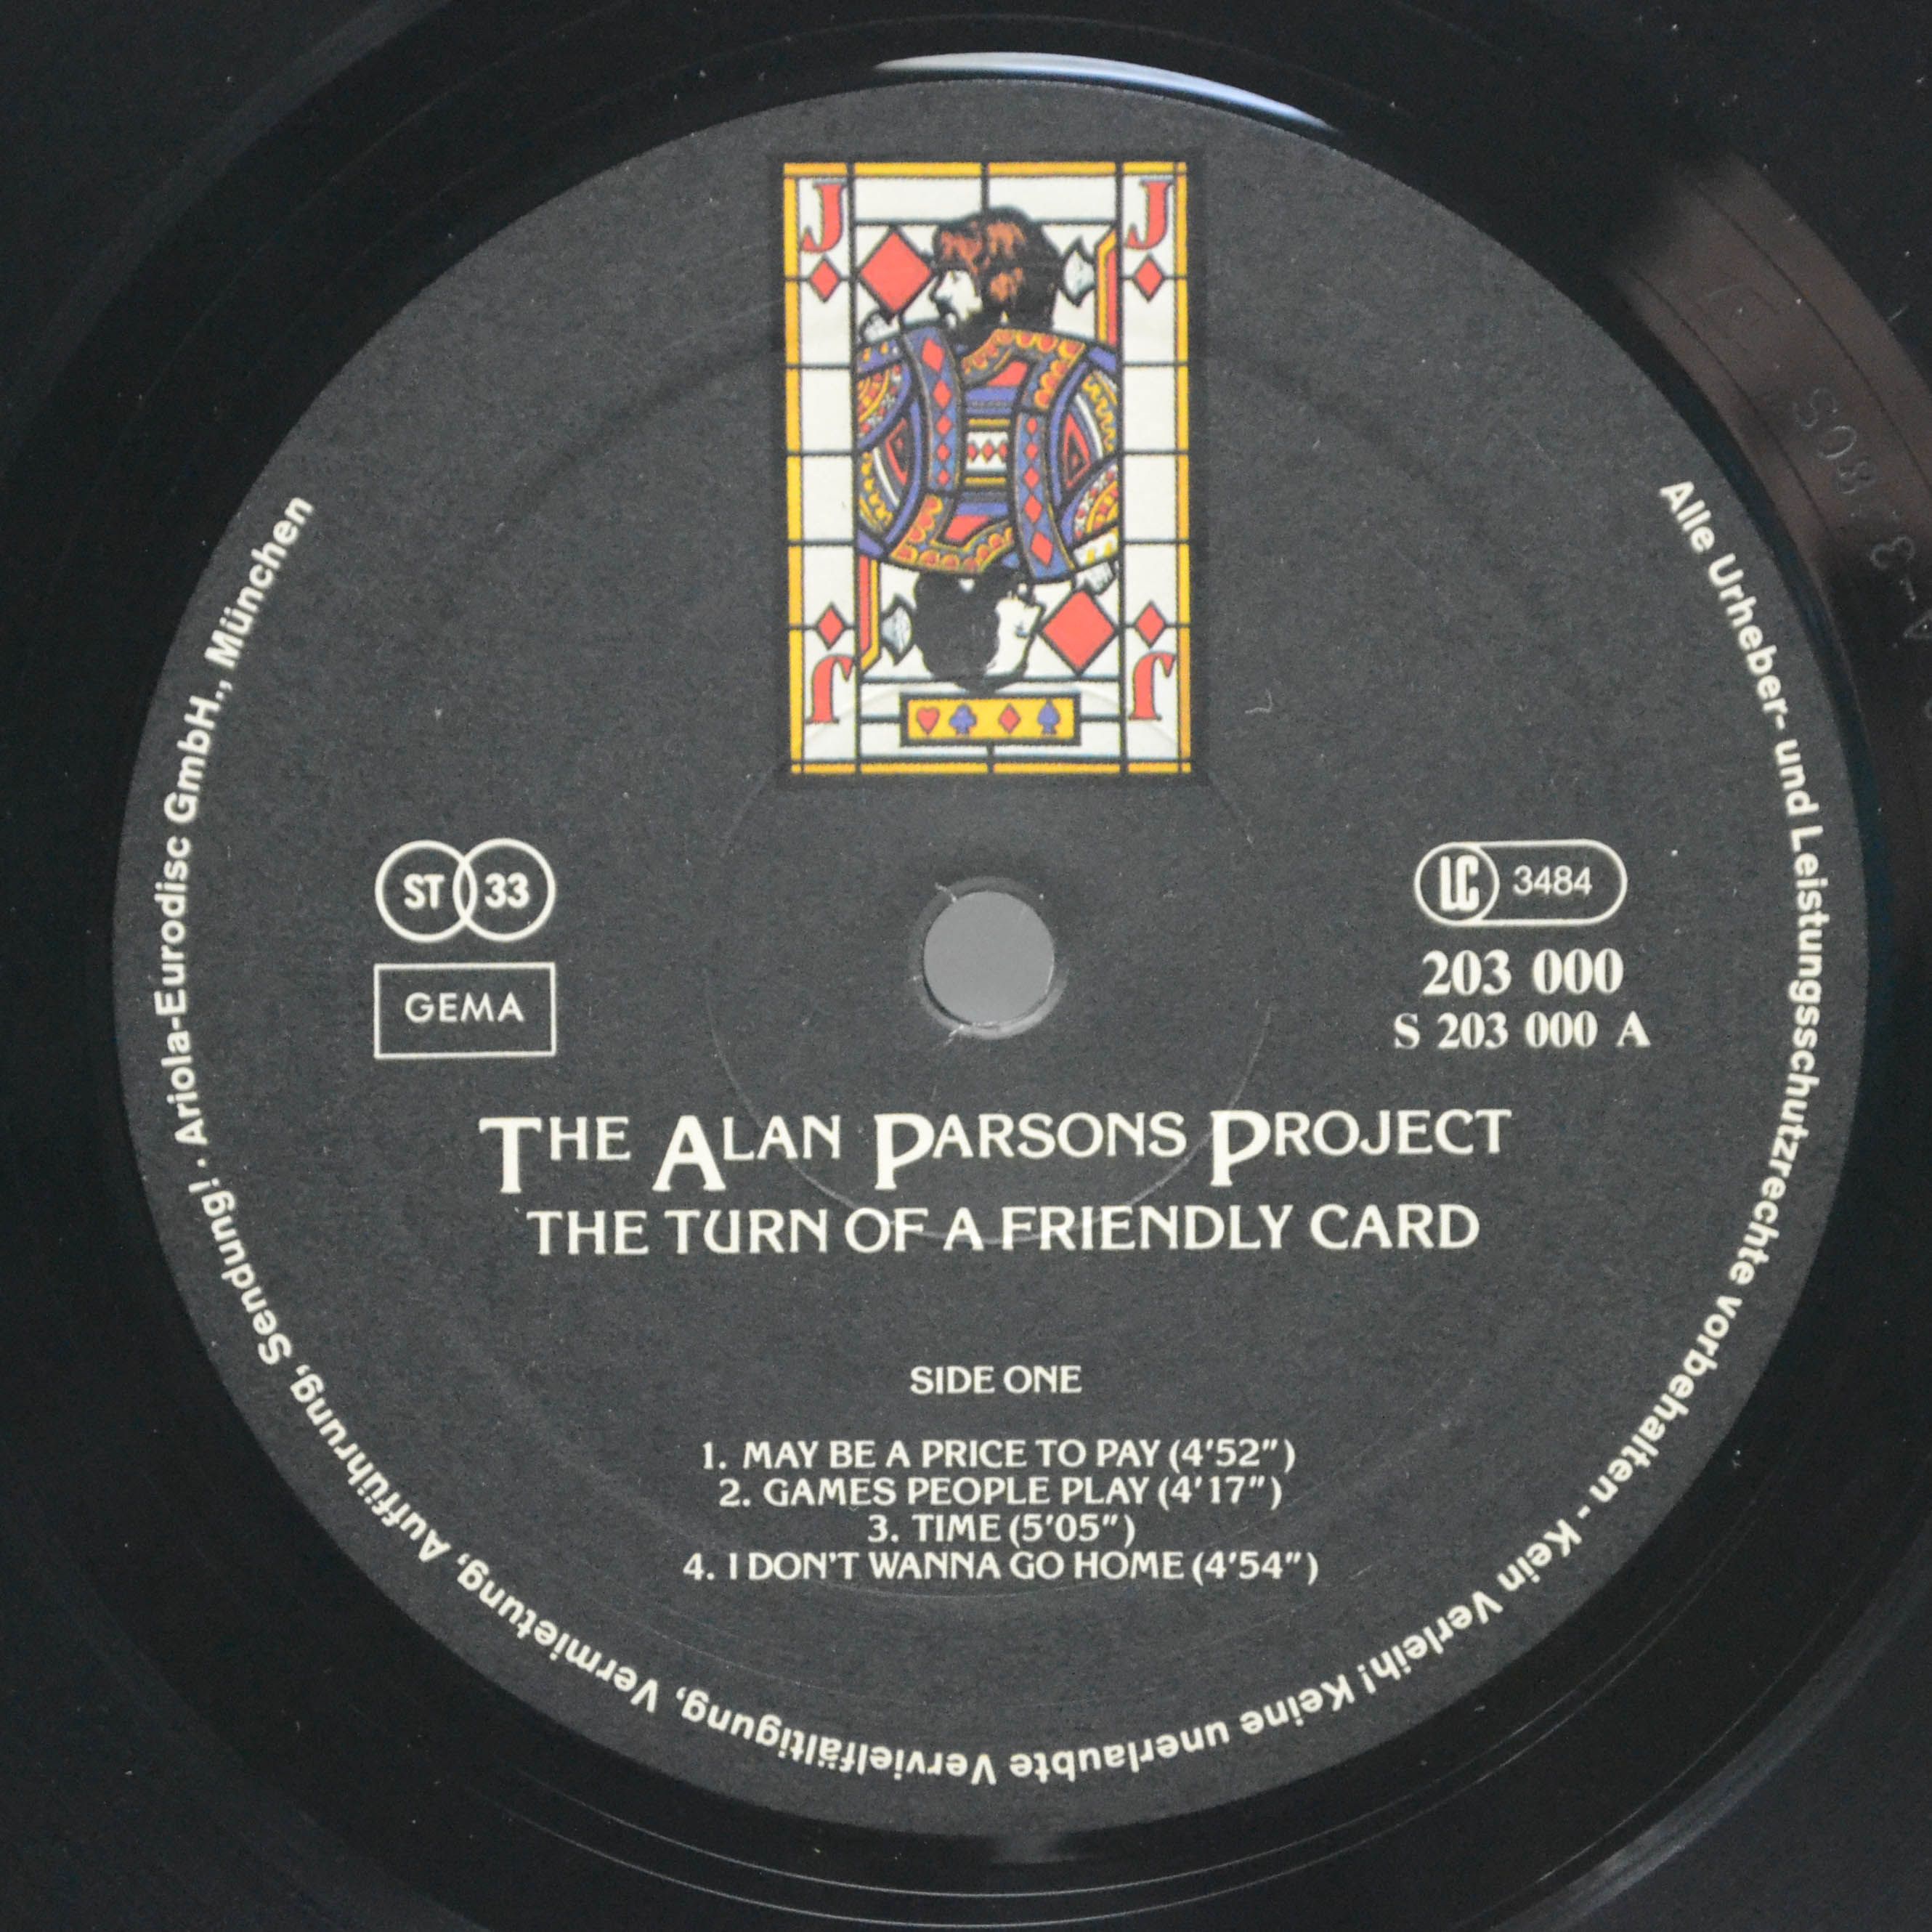 J J
J J
ST 33
GEMA
LC 3484
203 000
S 203 000 A
THE ALAN PARSONS PROJECT
THE TURN OF A FRIENDLY CARD
SIDE ONE
1. MAY BE A PRICE TO PAY (4'52")
2. GAMES PEOPLE PLAY (4'17")
3. TIME (5'05")
4. I DON'T WANNA GO HOME (4'54")
Alle Urheber- und Leistungsschutzrechte vorbehalten - Kein Verleih! Keine unerlaubte Vervielfältigung, Vermietung, Aufführung, Sendung! · Ariola-Eurodisc GmbH., München